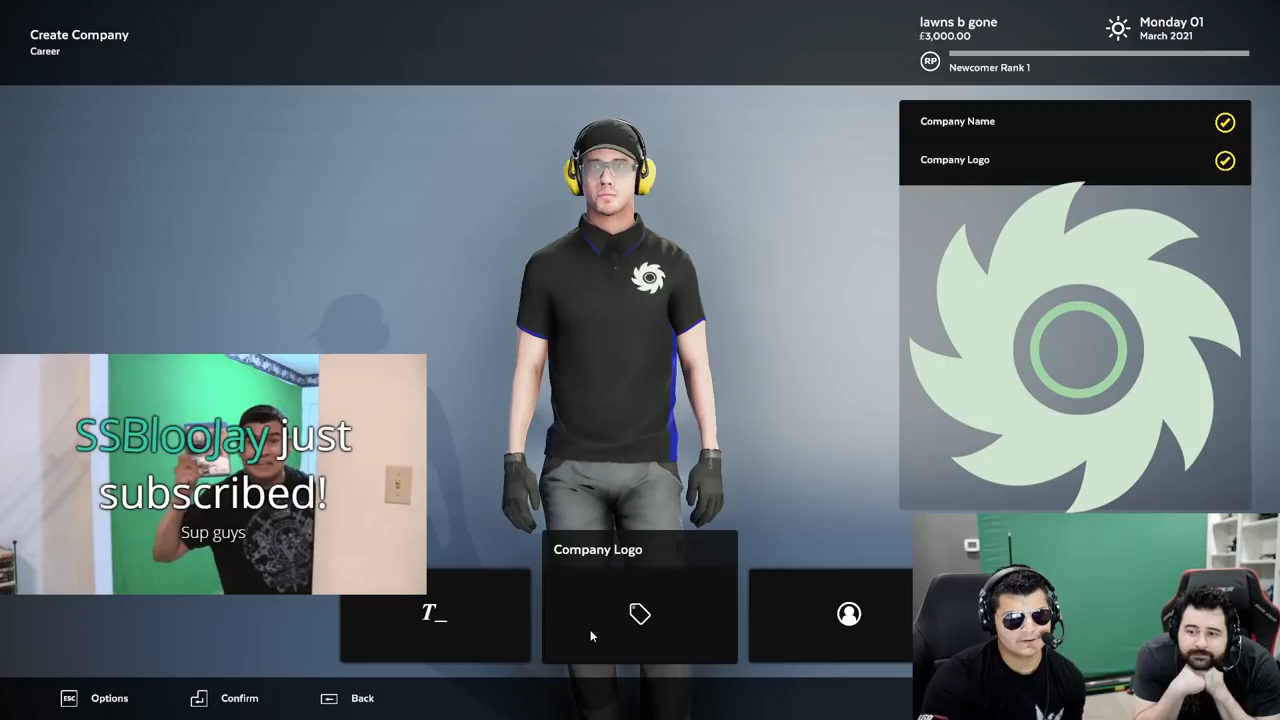 Create Company
Career
lawns b gone
£3,000.00
Monday 01
March 2021
RP
Newcomer Rank 1
Company Name
Company Logo
SSBlooJay just
subscribed!
Sup guys
Company Logo
T_
ESC Options
Confirm
Back